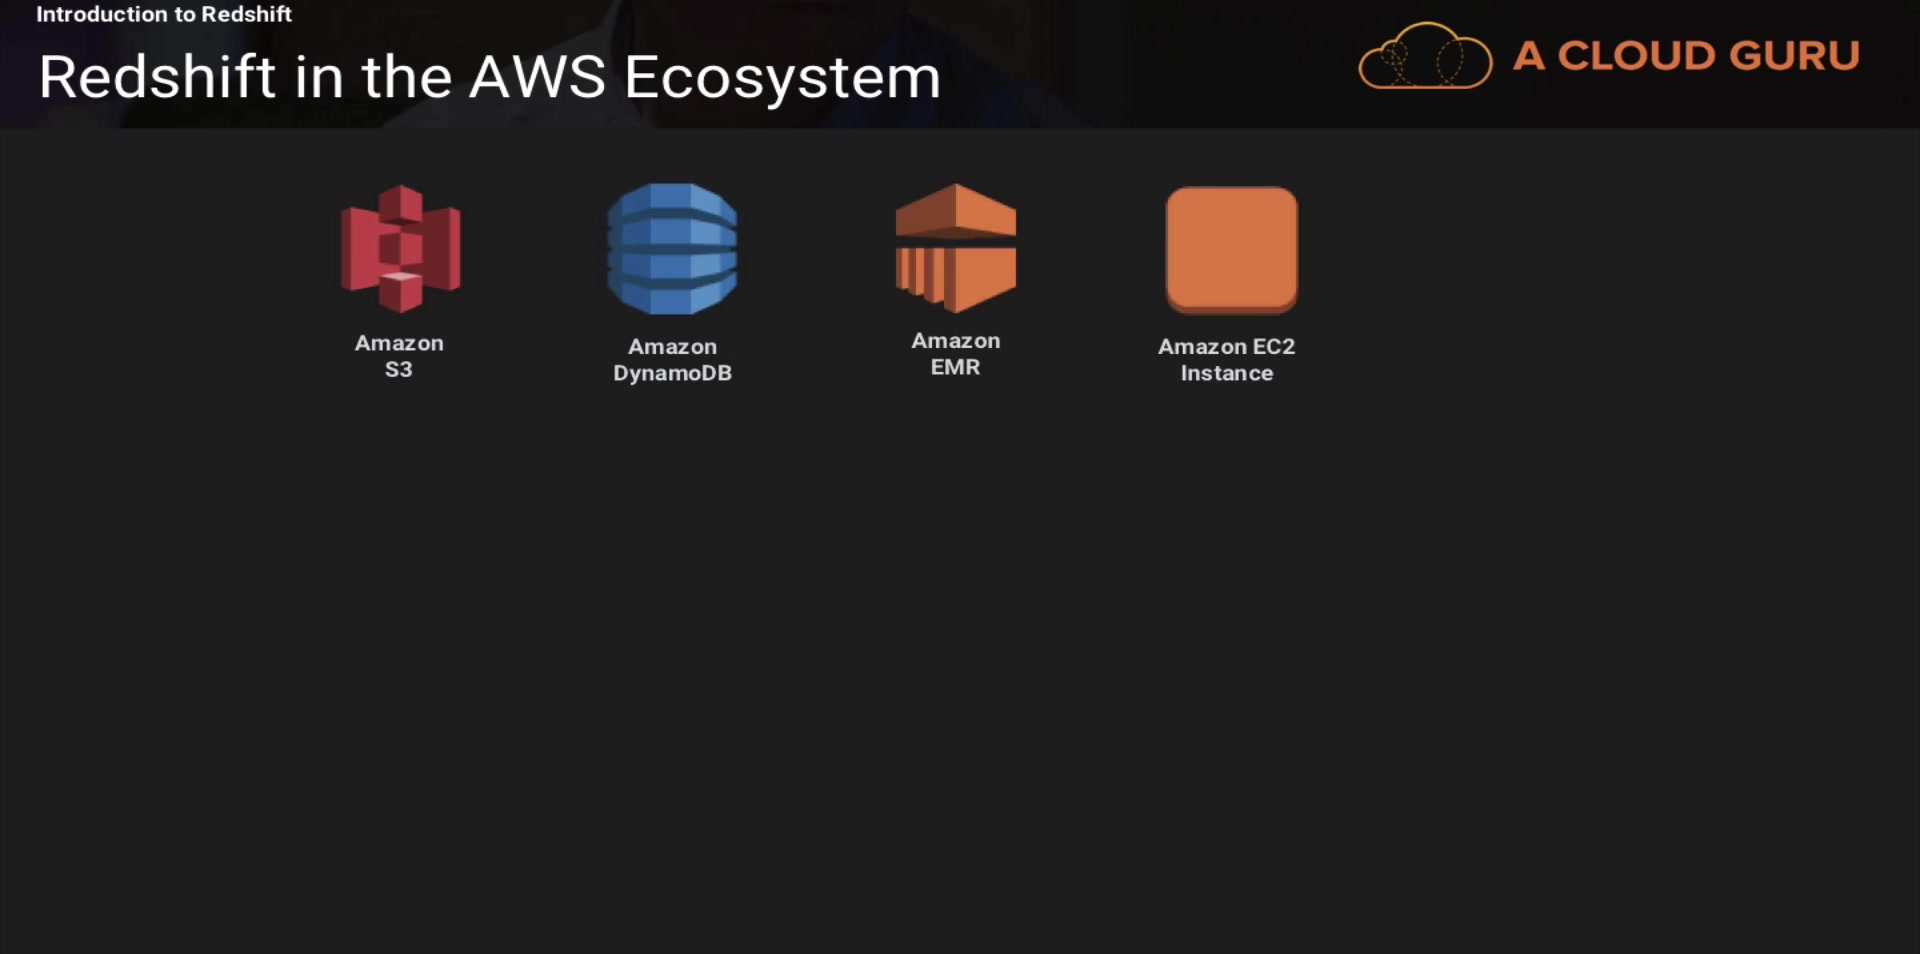 Introduction to Redshift
Redshift in the AWS Ecosystem
A CLOUD GURU
Amazon
S3
Amazon
DynamoDB
Amazon
EMR
Amazon EC2
Instance